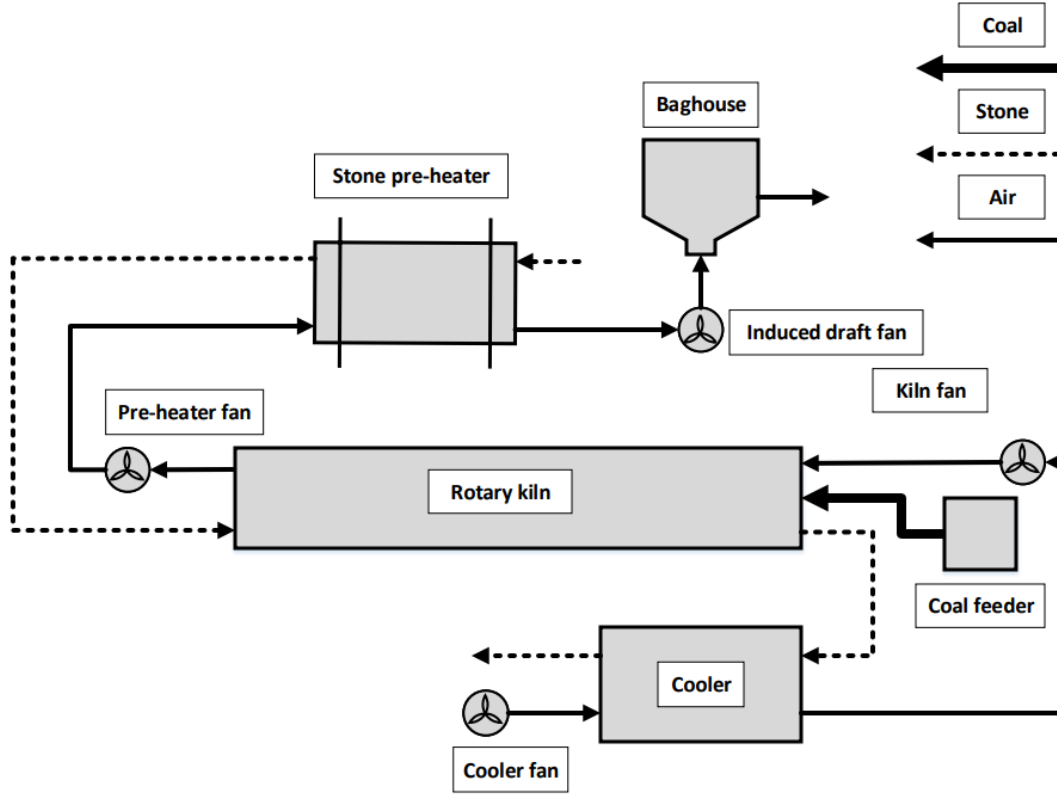 Coal
Baghouse
Stone
Stone pre-heater
Air
Induced draft fan
Kiln fan
Pre-heater fan
Rotary kiln
Coal feeder
Cooler
Cooler fan